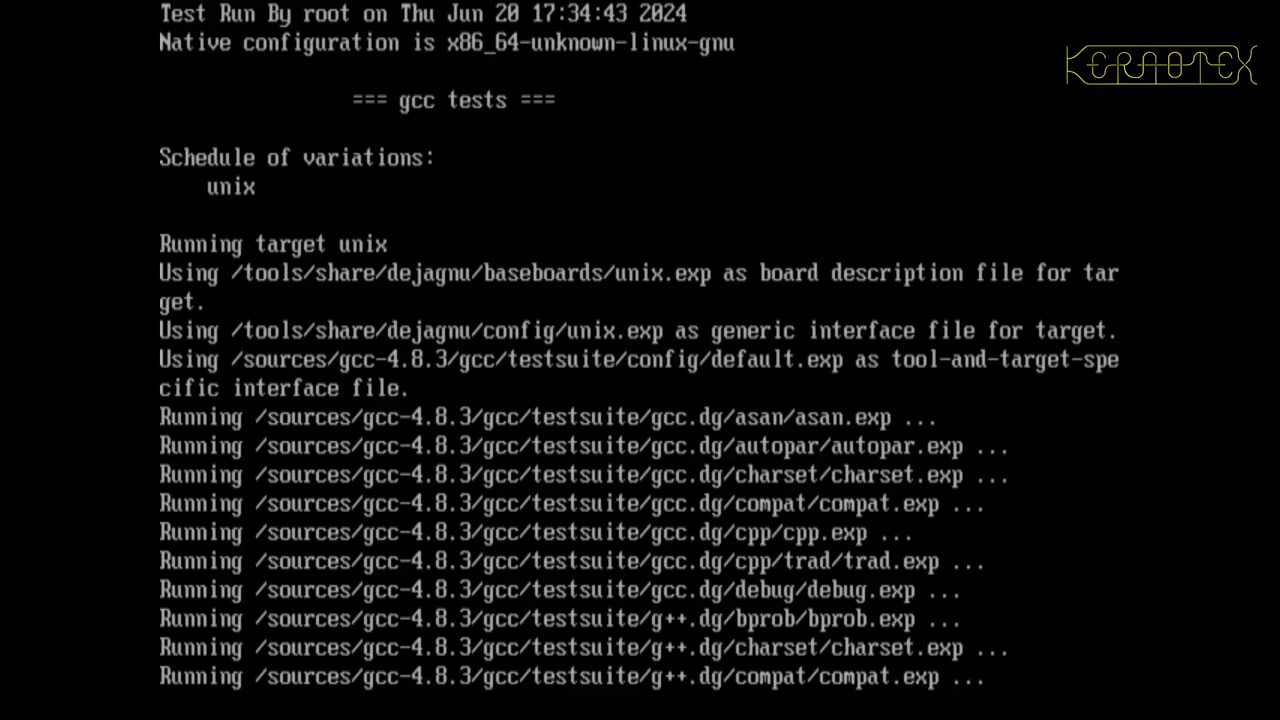 Test Run By root on Thu Jun 20 17:34:43 2024
Native configuration is x86_64-unknown-linux-gnu
KERNOTEX
=== gcc tests ===
Schedule of variations:
unix
Running target unix
Using /tools/share/dejagnu/baseboards/unix.exp as board description file for tar
get.
Using /tools/share/dejagnu/config/unix.exp as generic interface file for target.
Using /sources/gcc-4.8.3/gcc/testsuite/config/default.exp as tool-and-target-spe
cific interface file.
Running /sources/gcc-4.8.3/gcc/testsuite/gcc.dg/asan/asan.exp ...
Running /sources/gcc-4.8.3/gcc/testsuite/gcc.dg/autopar/autopar.exp ...
Running /sources/gcc-4.8.3/gcc/testsuite/gcc.dg/charset/charset.exp ...
Running /sources/gcc-4.8.3/gcc/testsuite/gcc.dg/compat/compat.exp ...
Running /sources/gcc-4.8.3/gcc/testsuite/gcc.dg/cpp/cpp.exp ...
Running /sources/gcc-4.8.3/gcc/testsuite/gcc.dg/cpp/trad/trad.exp ...
Running /sources/gcc-4.8.3/gcc/testsuite/gcc.dg/debug/debug.exp ...
Running /sources/gcc-4.8.3/gcc/testsuite/g++.dg/bprob/bprob.exp ...
Running /sources/gcc-4.8.3/gcc/testsuite/g++.dg/charset/charset.exp ...
Running /sources/gcc-4.8.3/gcc/testsuite/g++.dg/compat/compat.exp ...